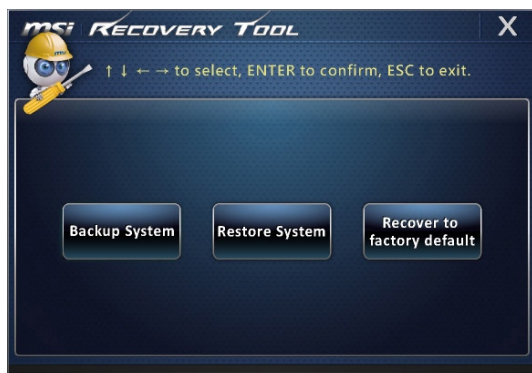 msi RECOVERY TOOL X
↑ ↓ ← → to select, ENTER to confirm, ESC to exit.
Backup System
Restore System
Recover to
factory default